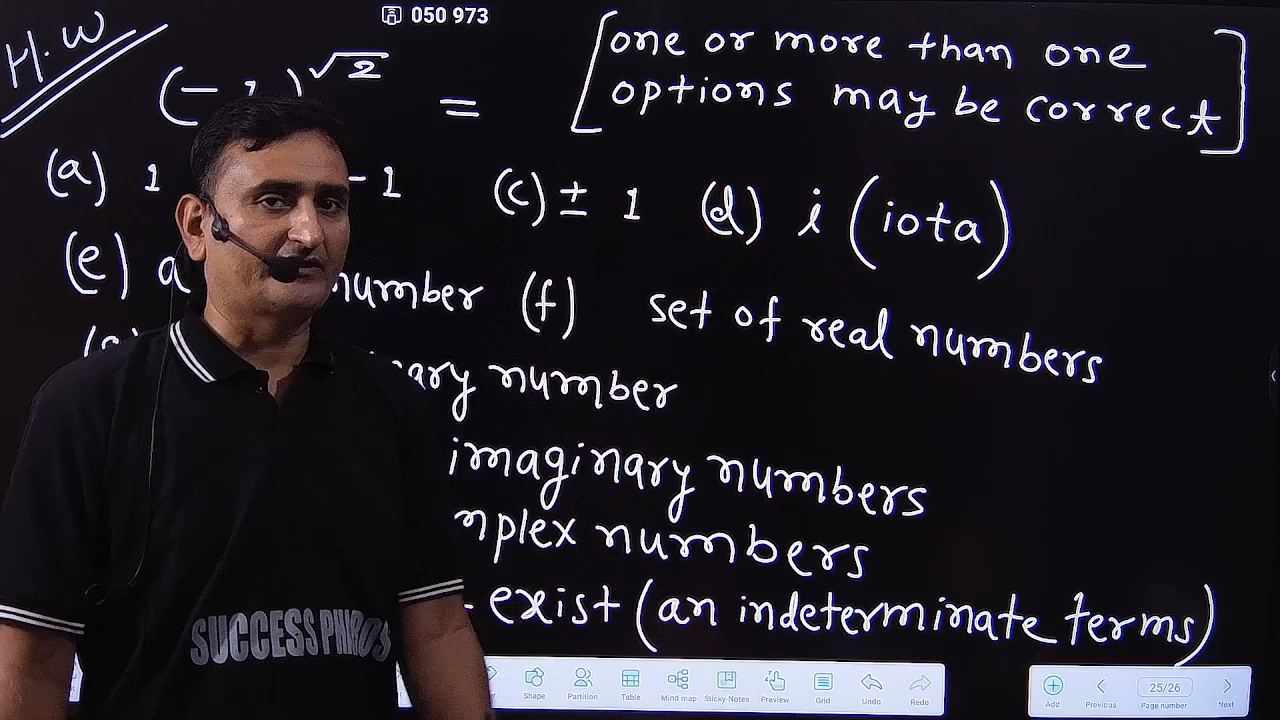 050 973
H.W
(- )^√2 = [one or more than one
options may be correct]
(a) 1 -1 (c) ± 1 (d) i (iota)
(e) a number (f) set of real numbers
nary number
imaginary numbers
mplex numbers
exist (an indeterminate terms)
SUCCESS
Shape Partition Table Mind map Sticky Notes Preview Grid Undo Redo
Add Previous 25/26 Page number Next